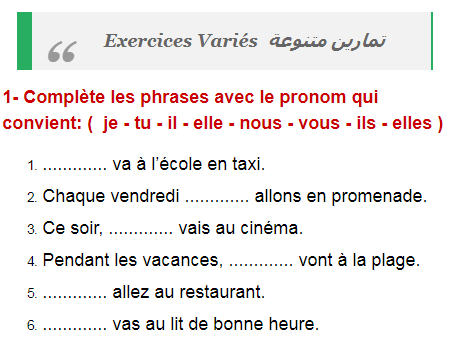 Exercices Variés تمارين متنوعة
1- Complète les phrases avec le pronom qui
convient: ( je - tu - il - elle - nous - vous - ils - elles )
1. ............. va à l’école en taxi.
2. Chaque vendredi ............. allons en promenade.
3. Ce soir, ............. vais au cinéma.
4. Pendant les vacances, ............. vont à la plage.
5. ............. allez au restaurant.
6. ............. vas au lit de bonne heure.